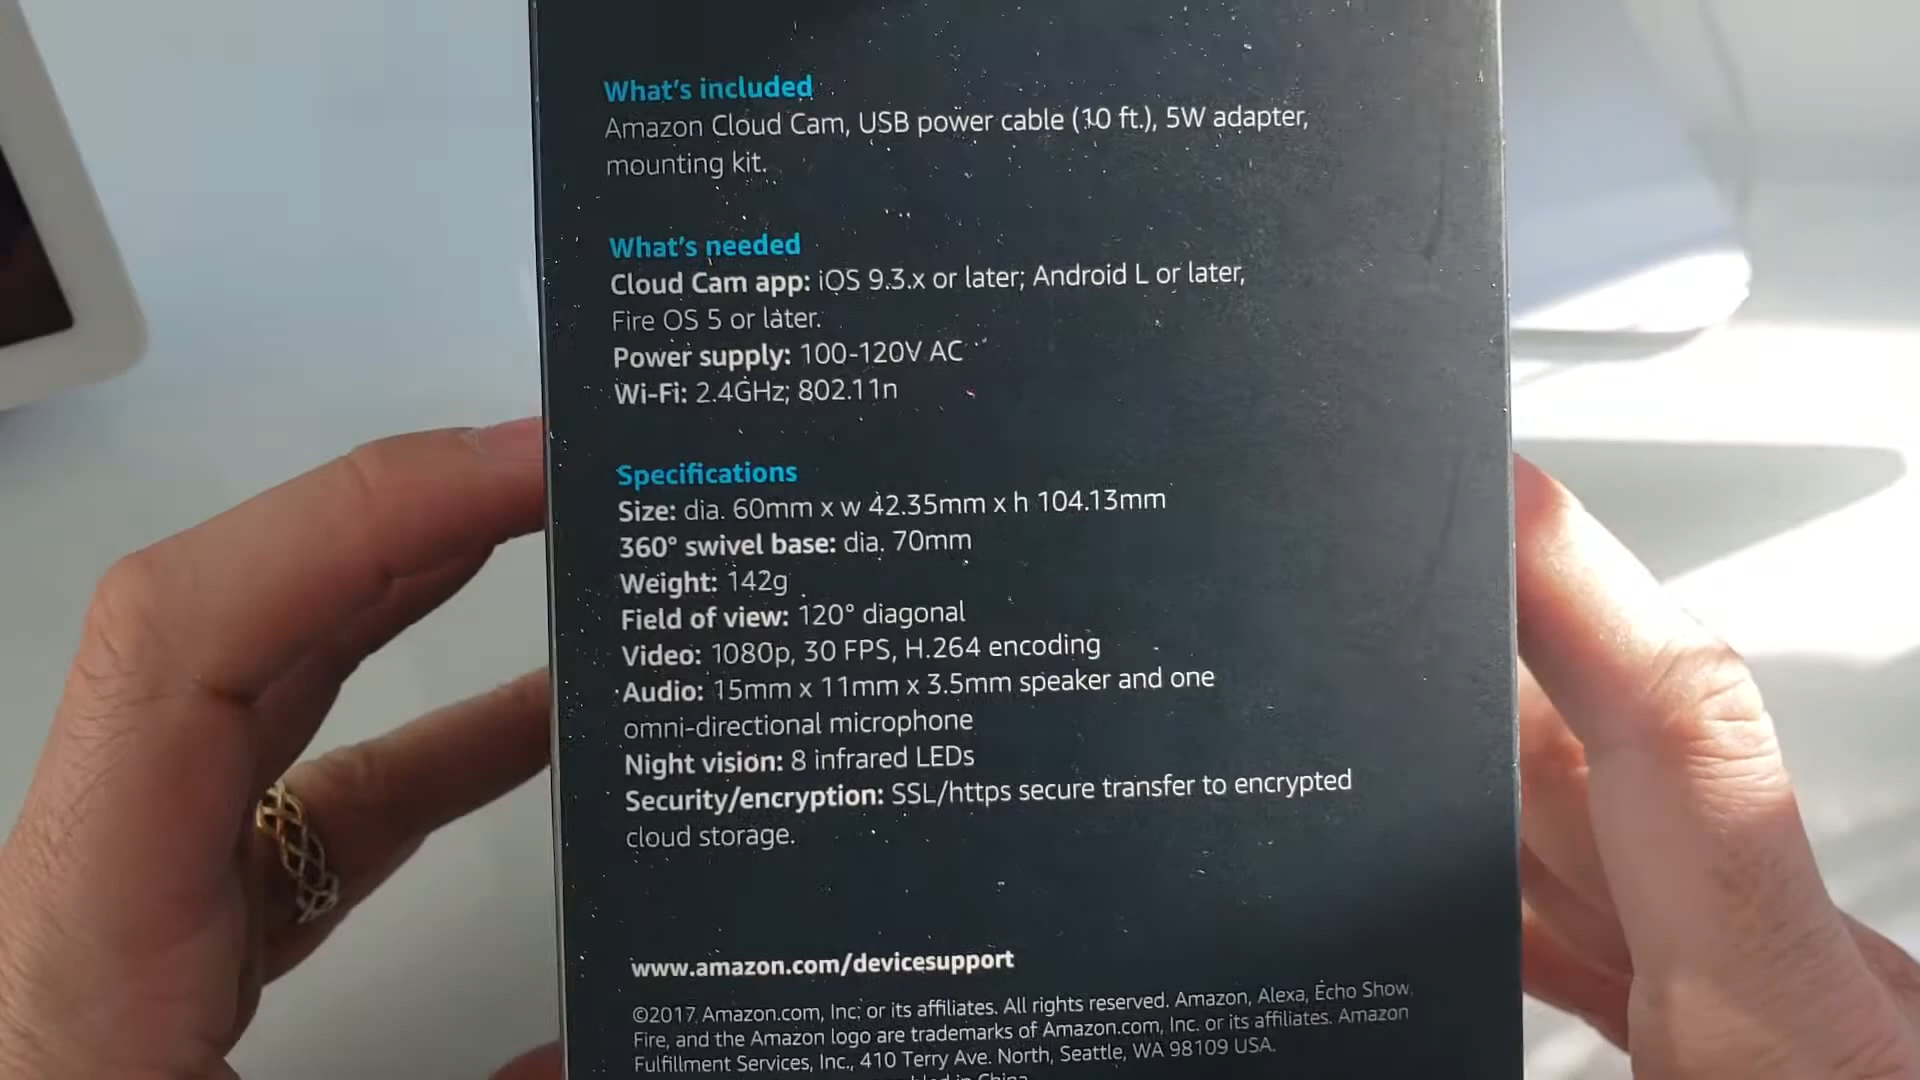 What's included
Amazon Cloud Cam, USB power cable (10 ft.), 5W adapter,
mounting kit.
What's needed
Cloud Cam app: iOS 9.3.x or later; Android L or later,
Fire OS 5 or later.
Power supply: 100-120V AC
Wi-Fi: 2.4GHz; 802.11n
Specifications
Size: dia. 60mm x w 42.35mm x h 104.13mm
360° swivel base: dia. 70mm
Weight: 142g
Field of view: 120° diagonal
Video: 1080p, 30 FPS, H.264 encoding
Audio: 15mm x 11mm x 3.5mm speaker and one
omni-directional microphone
Night vision: 8 infrared LEDs
Security/encryption: SSL/https secure transfer to encrypted
cloud storage.
www.amazon.com/devicesupport
©2017 Amazon.com, Inc. or its affiliates. All rights reserved. Amazon, Alexa, Echo Show,
Fire, and the Amazon logo are trademarks of Amazon.com, Inc. or its affiliates. Amazon
Fulfillment Services, Inc., 410 Terry Ave. North, Seattle, WA 98109 USA.
in China